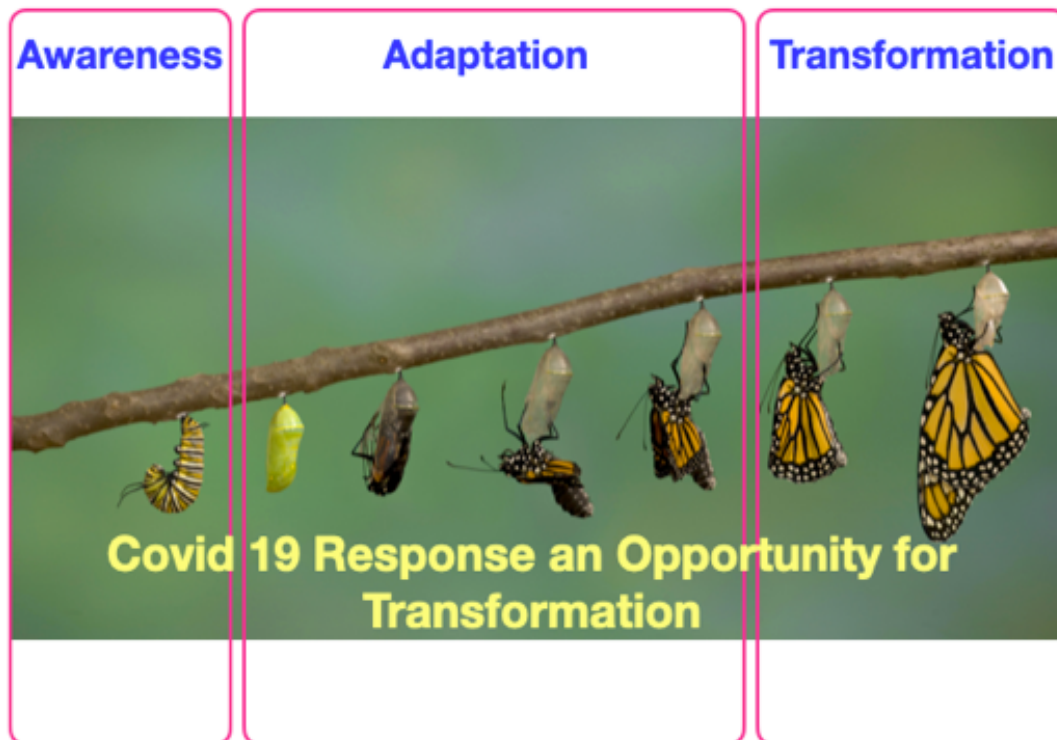 Awareness
Adaptation
Transformation
Covid 19 Response an Opportunity for
Transformation